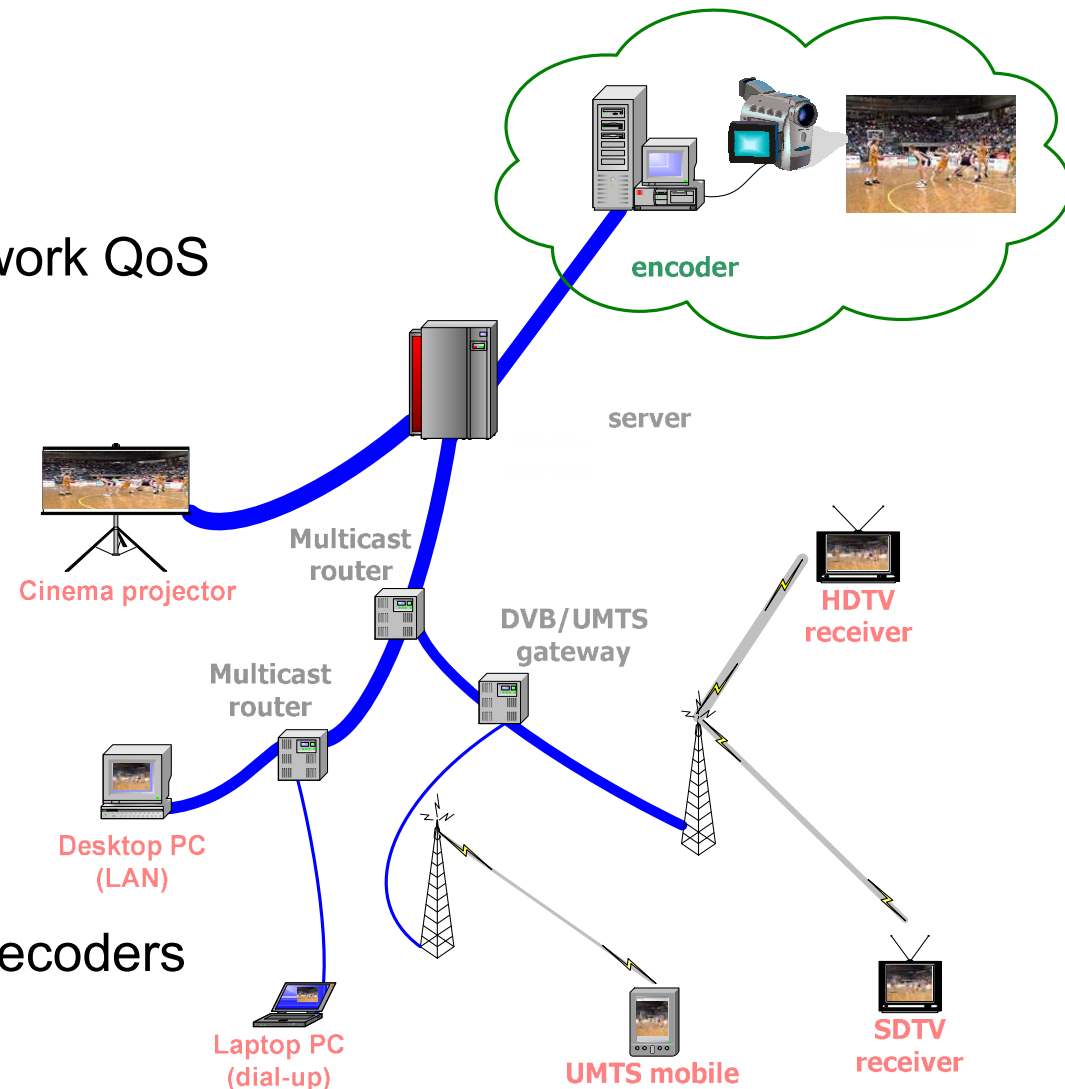 work QoS
encoder
server
Multicast
router
Cinema projector
HDTV
receiver
DVB/UMTS
gateway
Multicast
router
Desktop PC
(LAN)
ecoders
Laptop PC
(dial-up)
UMTS mobile
SDTV
receiver